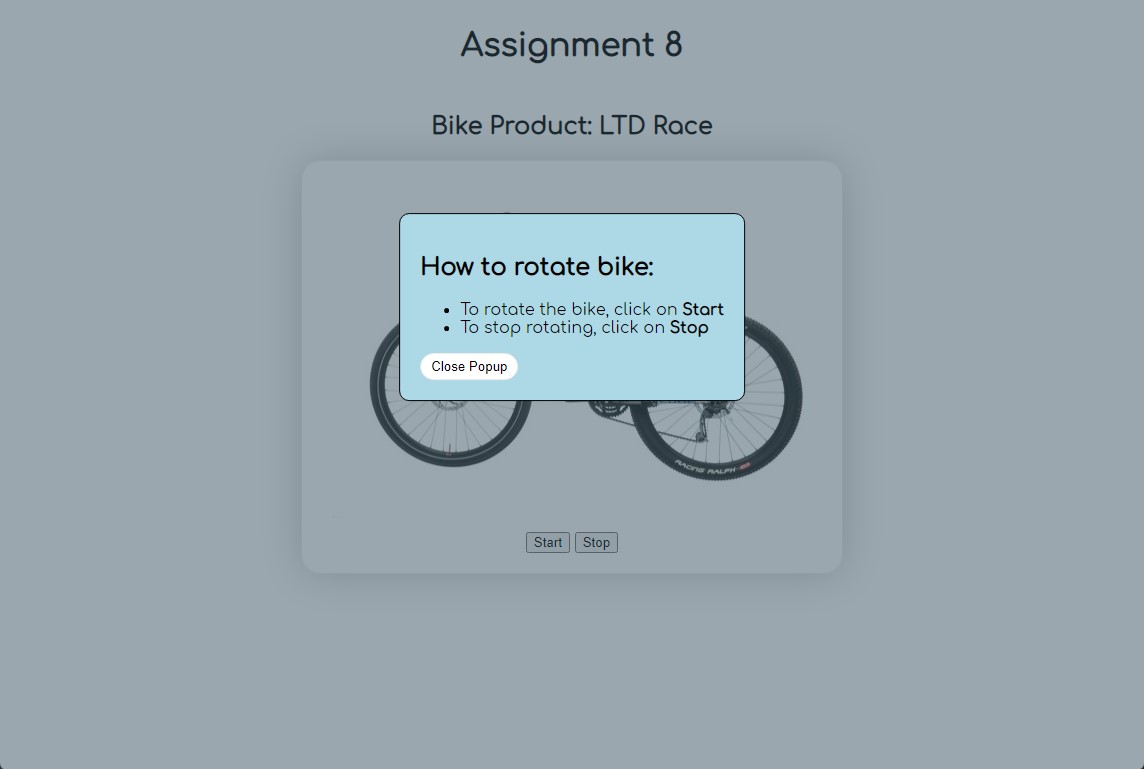 Assignment 8
Bike Product: LTD Race
How to rotate bike:
To rotate the bike, click on Start
To stop rotating, click on Stop
Close Popup
RACING RALPH
Start Stop